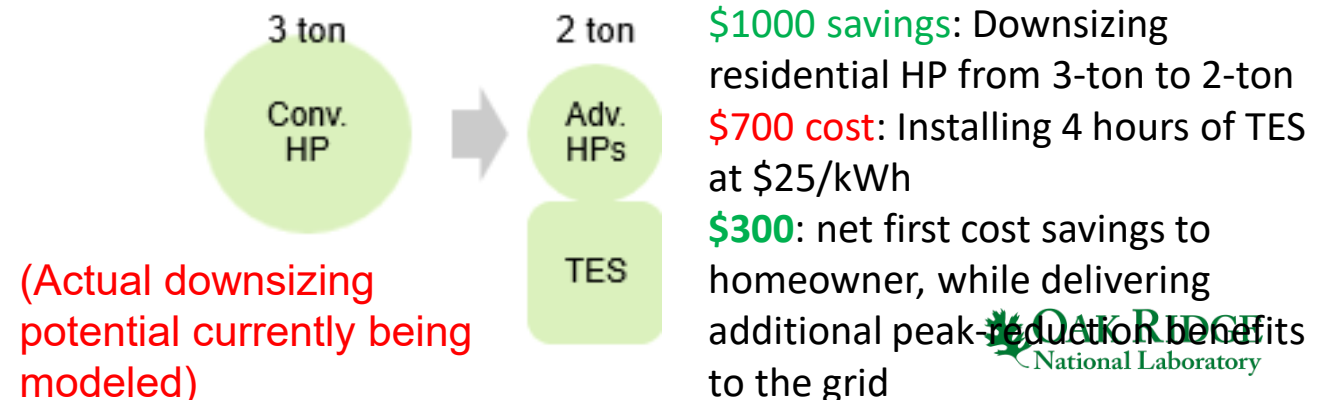 3 ton
2 ton
Conv.
HP
Adv.
HPs
TES
(Actual downsizing
potential currently being
modeled)
$1000 savings: Downsizing
residential HP from 3-ton to 2-ton
$700 cost: Installing 4 hours of TES
at $25/kWh
$300: net first cost savings to
homeowner, while delivering
additional peak-reduction benefits
to the grid
OAK RIDGE
National Laboratory